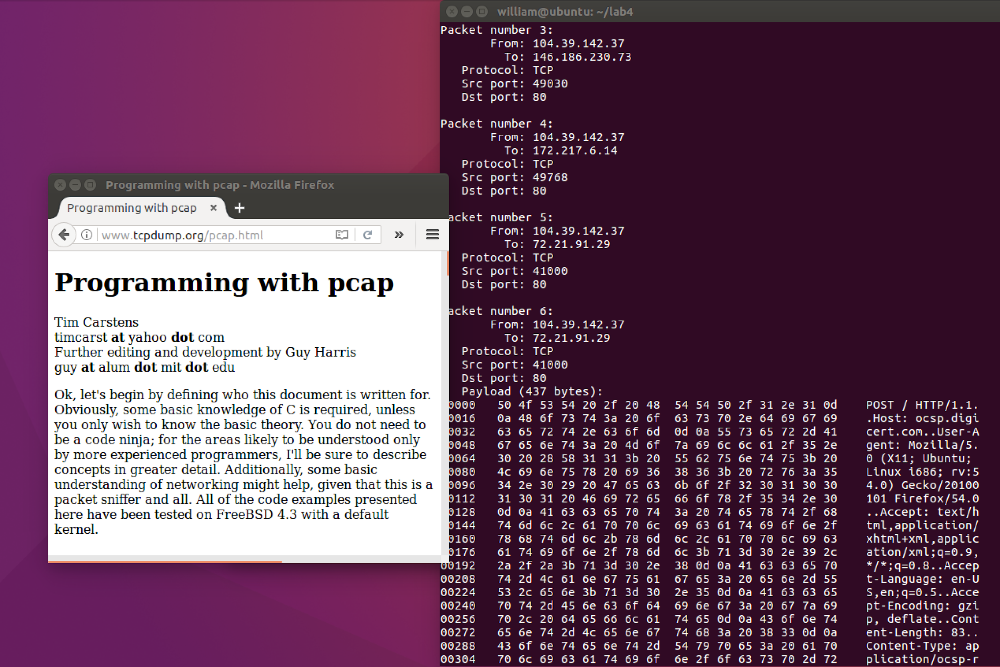 Programming with pcap - Mozilla Firefox
Programming with pcap
www.tcpdump.org/pcap.html
Programming with pcap
Tim Carstens
timcarst at yahoo dot com
Further editing and development by Guy Harris
guy at alum dot mit dot edu
Ok, let's begin by defining who this document is written for.
Obviously, some basic knowledge of C is required, unless
you only wish to know the basic theory. You do not need to
be a code ninja; for the areas likely to be understood only
by more experienced programmers, I'll be sure to describe
concepts in greater detail. Additionally, some basic
understanding of networking might help, given that this is a
packet sniffer and all. All of the code examples presented
here have been tested on FreeBSD 4.3 with a default
kernel.
william@ubuntu: ~/lab4
Packet number 3:
From: 104.39.142.37
To: 146.186.230.73
Protocol: TCP
Src port: 49030
Dst port: 80
Packet number 4:
From: 104.39.142.37
To: 172.217.6.14
Protocol: TCP
Src port: 49768
Dst port: 80
acket number 5:
From: 104.39.142.37
To: 72.21.91.29
Protocol: TCP
Src port: 41000
Dst port: 80
acket number 6:
From: 104.39.142.37
To: 72.21.91.29
Protocol: TCP
Src port: 41000
Dst port: 80
Payload (437 bytes):
0000 50 4f 53 54 20 2f 20 48 54 54 50 2f 31 2e 31 0d POST / HTTP/1.1.
0016 0a 48 6f 73 74 3a 20 6f 63 73 70 2e 64 69 67 69 .Host: ocsp.digi
0032 63 65 72 74 2e 63 6f 6d 0d 0a 55 73 65 72 2d 41 cert.com..User-A
0048 67 65 6e 74 3a 20 4d 6f 7a 69 6c 6c 61 2f 35 2e gent: Mozilla/5.
0064 30 20 28 58 31 31 3b 20 55 62 75 6e 74 75 3b 20 0 (X11; Ubuntu;
0080 4c 69 6e 75 78 20 69 36 38 36 3b 20 72 76 3a 35 Linux i686; rv:5
0096 34 2e 30 29 20 47 65 63 6b 6f 2f 32 30 31 30 30 4.0) Gecko/20100
0112 31 30 31 20 46 69 72 65 66 6f 78 2f 35 34 2e 30 101 Firefox/54.0
0128 0d 0a 41 63 63 65 70 74 3a 20 74 65 78 74 2f 68 ..Accept: text/h
0144 74 6d 6c 2c 61 70 70 6c 69 63 61 74 69 6f 6e 2f tml,application/
0160 78 68 74 6d 6c 2b 78 6d 6c 2c 61 70 70 6c 69 63 xhtml+xml,applic
0176 61 74 69 6f 6e 2f 78 6d 6c 3b 71 3d 30 2e 39 2c ation/xml;q=0.9,
00192 2a 2f 2a 3b 71 3d 30 2e 38 0d 0a 41 63 63 65 70 */*;q=0.8..Accep
00208 74 2d 4c 61 6e 67 75 61 67 65 3a 20 65 6e 2d 55 t-Language: en-U
00224 53 2c 65 6e 3b 71 3d 30 2e 35 0d 0a 41 63 63 65 S,en;q=0.5..Acce
00240 70 74 2d 45 6e 63 6f 64 69 6e 67 3a 20 67 7a 69 pt-Encoding: gzi
00256 70 2c 20 64 65 66 6c 61 74 65 0d 0a 43 6f 6e 74 p, deflate..Cont
00272 65 6e 74 2d 4c 65 6e 67 74 68 3a 20 38 33 0d 0a ent-Length: 83..
00288 43 6f 6e 74 65 6e 74 2d 54 79 70 65 3a 20 61 70 Content-Type: ap
00304 70 6c 69 63 61 74 69 6f 6e 2f 6f 63 73 70 2d 72 plication/ocsp-r